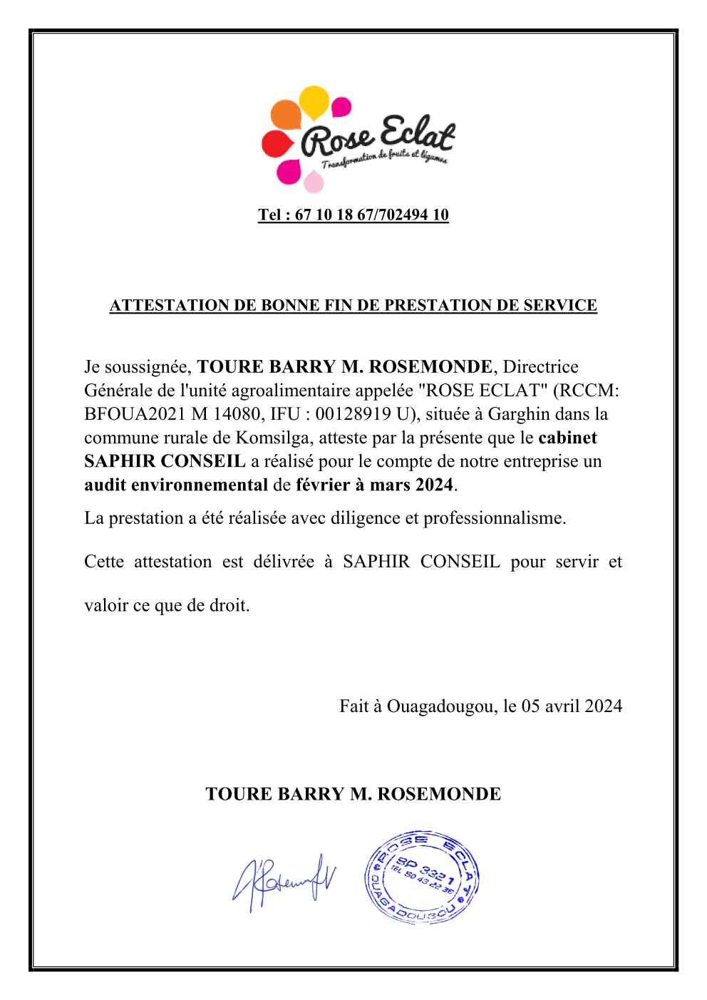 Rose Eclat
Transformation de fruits et légumes
Tel : 67 10 18 67/702494 10
ATTESTATION DE BONNE FIN DE PRESTATION DE SERVICE
Je soussignée, TOURE BARRY M. ROSEMONDE, Directrice
Générale de l'unité agroalimentaire appelée "ROSE ECLAT" (RCCM:
BFOUA2021 M 14080, IFU : 00128919 U), située à Garghin dans la
commune rurale de Komsilga, atteste par la présente que le cabinet
SAPHIR CONSEIL a réalisé pour le compte de notre entreprise un
audit environnemental de février à mars 2024.
La prestation a été réalisée avec diligence et professionnalisme.
Cette attestation est délivrée à SAPHIR CONSEIL pour servir et
valoir ce que de droit.
Fait à Ouagadougou, le 05 avril 2024
TOURE BARRY M. ROSEMONDE
ROSE ECLAT
BP 3321
TEL 50 43 22 36
OUAGADOUGOU